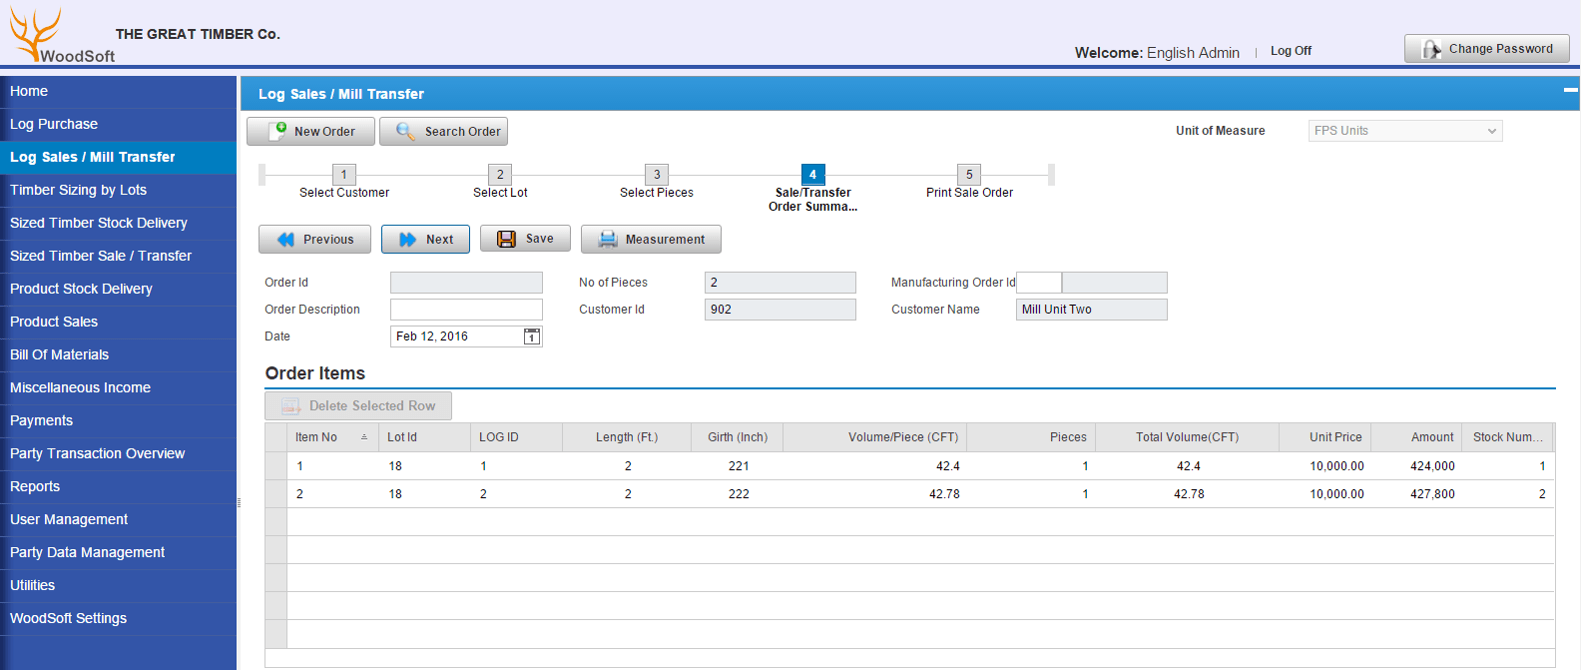 THE GREAT TIMBER Co.
WoodSoft
Welcome: English Admin | Log Off
Change Password
Home
Log Purchase
Log Sales / Mill Transfer
Timber Sizing by Lots
Sized Timber Stock Delivery
Sized Timber Sale / Transfer
Product Stock Delivery
Product Sales
Bill Of Materials
Miscellaneous Income
Payments
Party Transaction Overview
Reports
User Management
Party Data Management
Utilities
WoodSoft Settings
Log Sales / Mill Transfer
New Order Search Order Unit of Measure FPS Units
1 2 3 4 5
Select Customer Select Lot Select Pieces Sale/Transfer Print Sale Order
Order Summa...
Previous Next Save Measurement
Order Id No of Pieces 2 Manufacturing Order Id
Order Description Customer Id 902 Customer Name Mill Unit Two
Date Feb 12, 2016 1
Order Items
Delete Selected Row
Item No Lot Id LOG ID Length (Ft.) Girth (Inch) Volume/Piece (CFT) Pieces Total Volume(CFT) Unit Price Amount Stock Num...
1 18 1 2 221 42.4 1 42.4 10,000.00 424,000 1
2 18 2 2 222 42.78 1 42.78 10,000.00 427,800 2